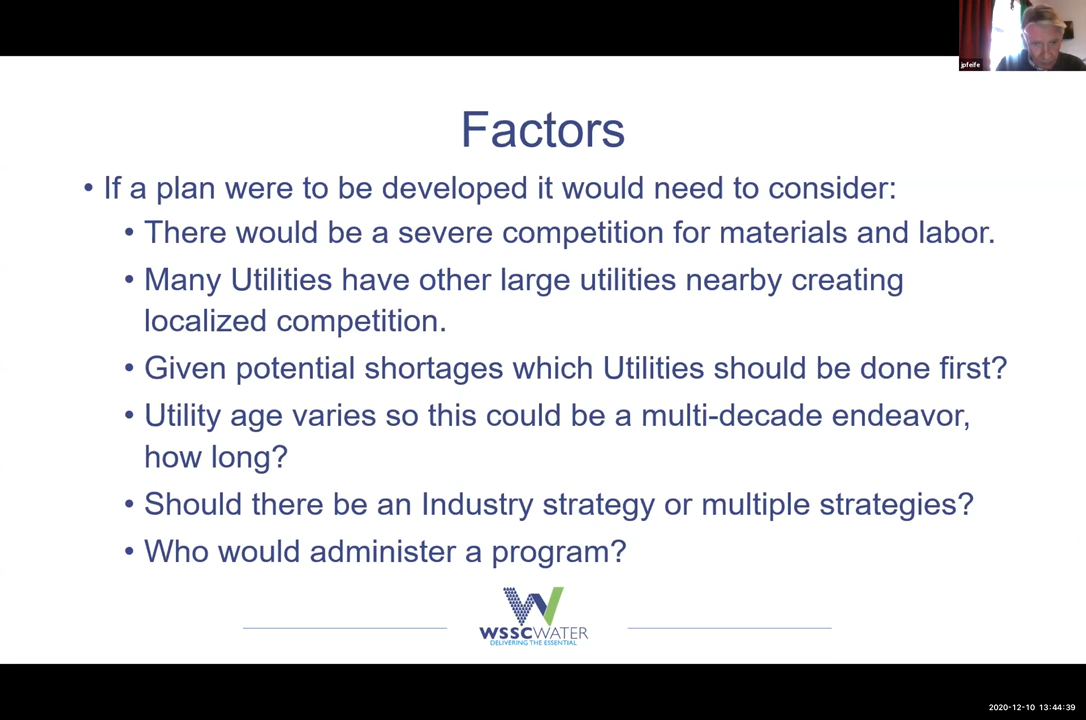 jpfeife
Factors
• If a plan were to be developed it would need to consider:
• There would be a severe competition for materials and labor.
• Many Utilities have other large utilities nearby creating
localized competition.
• Given potential shortages which Utilities should be done first?
• Utility age varies so this could be a multi-decade endeavor,
how long?
• Should there be an Industry strategy or multiple strategies?
• Who would administer a program?
WSSCWATER
DELIVERING THE ESSENTIAL
2020-12-10 13:44:39